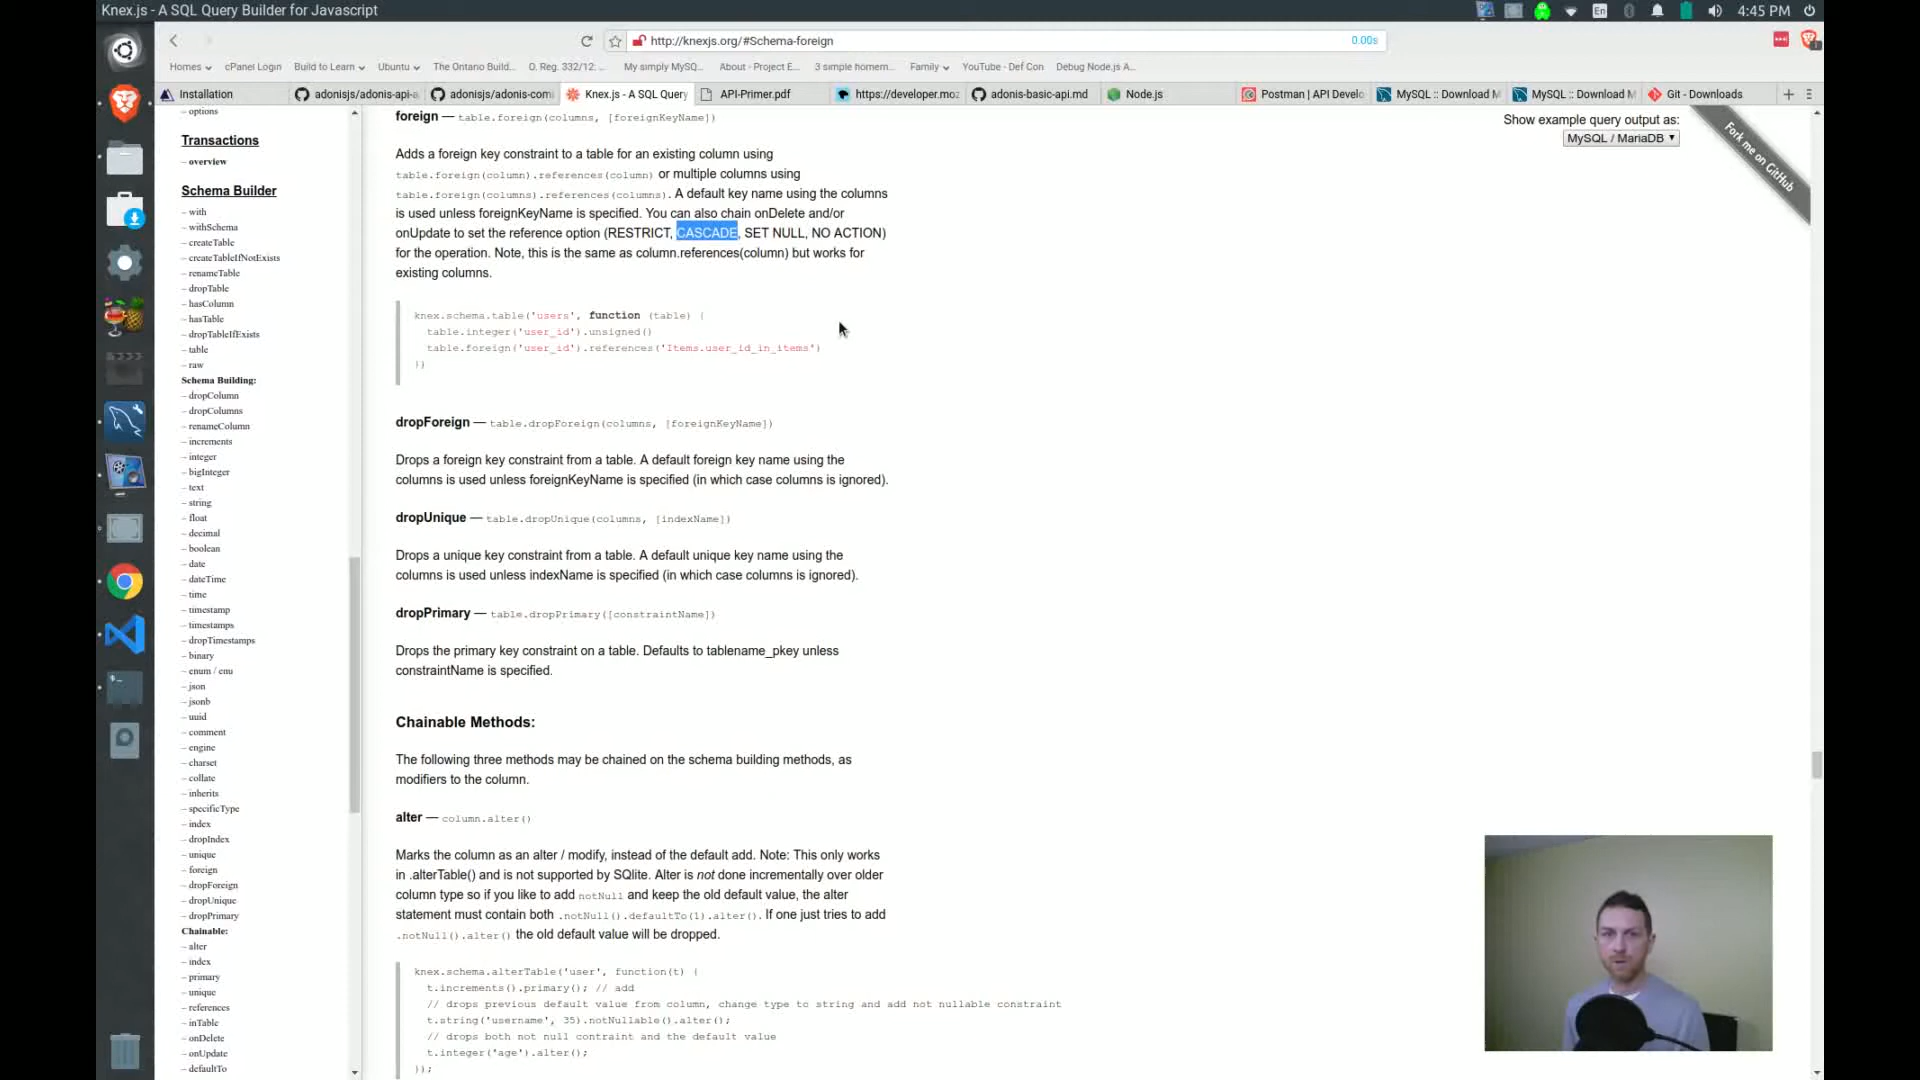 Knex.js - A SQL Query Builder for Javascript
En
4:45 PM
http://knexjs.org/#Schema-foreign
0.00s
1
Homes
cPanel Login
Build to Learn
Ubuntu
The Ontario Build...
O. Reg. 332/12: ...
My simply MySQ...
About - Project E...
3 simple homem...
Family
YouTube - Def Con
Debug Node.js A...
Installation
adonisjs/adonis-api-a
adonisjs/adonis-com
Knex.js - A SQL Query
API-Primer.pdf
https://developer.moz
adonis-basic-api.md
Node.js
Postman | API Develo
MySQL :: Download M
MySQL :: Download M
Git - Downloads
– options
Transactions
– overview
Schema Builder
– with
– withSchema
– createTable
– createTableIfNotExists
– renameTable
– dropTable
– hasColumn
– hasTable
– dropTableIfExists
– table
– raw
Schema Building:
– dropColumn
– dropColumns
– renameColumn
– increments
– integer
– bigInteger
– text
– string
– float
– decimal
– boolean
– date
– dateTime
– time
– timestamp
– timestamps
– dropTimestamps
– binary
– enum / enu
– json
– jsonb
– uuid
– comment
– engine
– charset
– collate
– inherits
– specificType
– index
– dropIndex
– unique
– foreign
– dropForeign
– dropUnique
– dropPrimary
Chainable:
– alter
– index
– primary
– unique
– references
– inTable
– onDelete
– onUpdate
– defaultTo
foreign — table.foreign(columns, [foreignKeyName])
Adds a foreign key constraint to a table for an existing column using
table.foreign(column).references(column) or multiple columns using
table.foreign(columns).references(columns). A default key name using the columns
is used unless foreignKeyName is specified. You can also chain onDelete and/or
onUpdate to set the reference option (RESTRICT, CASCADE, SET NULL, NO ACTION)
for the operation. Note, this is the same as column.references(column) but works for
existing columns.
knex.schema.table('users', function (table) {
table.integer('user_id').unsigned()
table.foreign('user_id').references('Items.user_id_in_items')
})
dropForeign — table.dropForeign(columns, [foreignKeyName])
Drops a foreign key constraint from a table. A default foreign key name using the
columns is used unless foreignKeyName is specified (in which case columns is ignored).
dropUnique — table.dropUnique(columns, [indexName])
Drops a unique key constraint from a table. A default unique key name using the
columns is used unless indexName is specified (in which case columns is ignored).
dropPrimary — table.dropPrimary([constraintName])
Drops the primary key constraint on a table. Defaults to tablename_pkey unless
constraintName is specified.
Chainable Methods:
The following three methods may be chained on the schema building methods, as
modifiers to the column.
alter — column.alter()
Marks the column as an alter / modify, instead of the default add. Note: This only works
in .alterTable() and is not supported by SQlite. Alter is not done incrementally over older
column type so if you like to add notNull and keep the old default value, the alter
statement must contain both .notNull().defaultTo(1).alter(). If one just tries to add
.notNull().alter() the old default value will be dropped.
knex.schema.alterTable('user', function(t) {
t.increments().primary(); // add
// drops previous default value from column, change type to string and add not nullable constraint
t.string('username', 35).notNullable().alter();
// drops both not null contraint and the default value
t.integer('age').alter();
});
Show example query output as:
MySQL / MariaDB
Fork me on GitHub